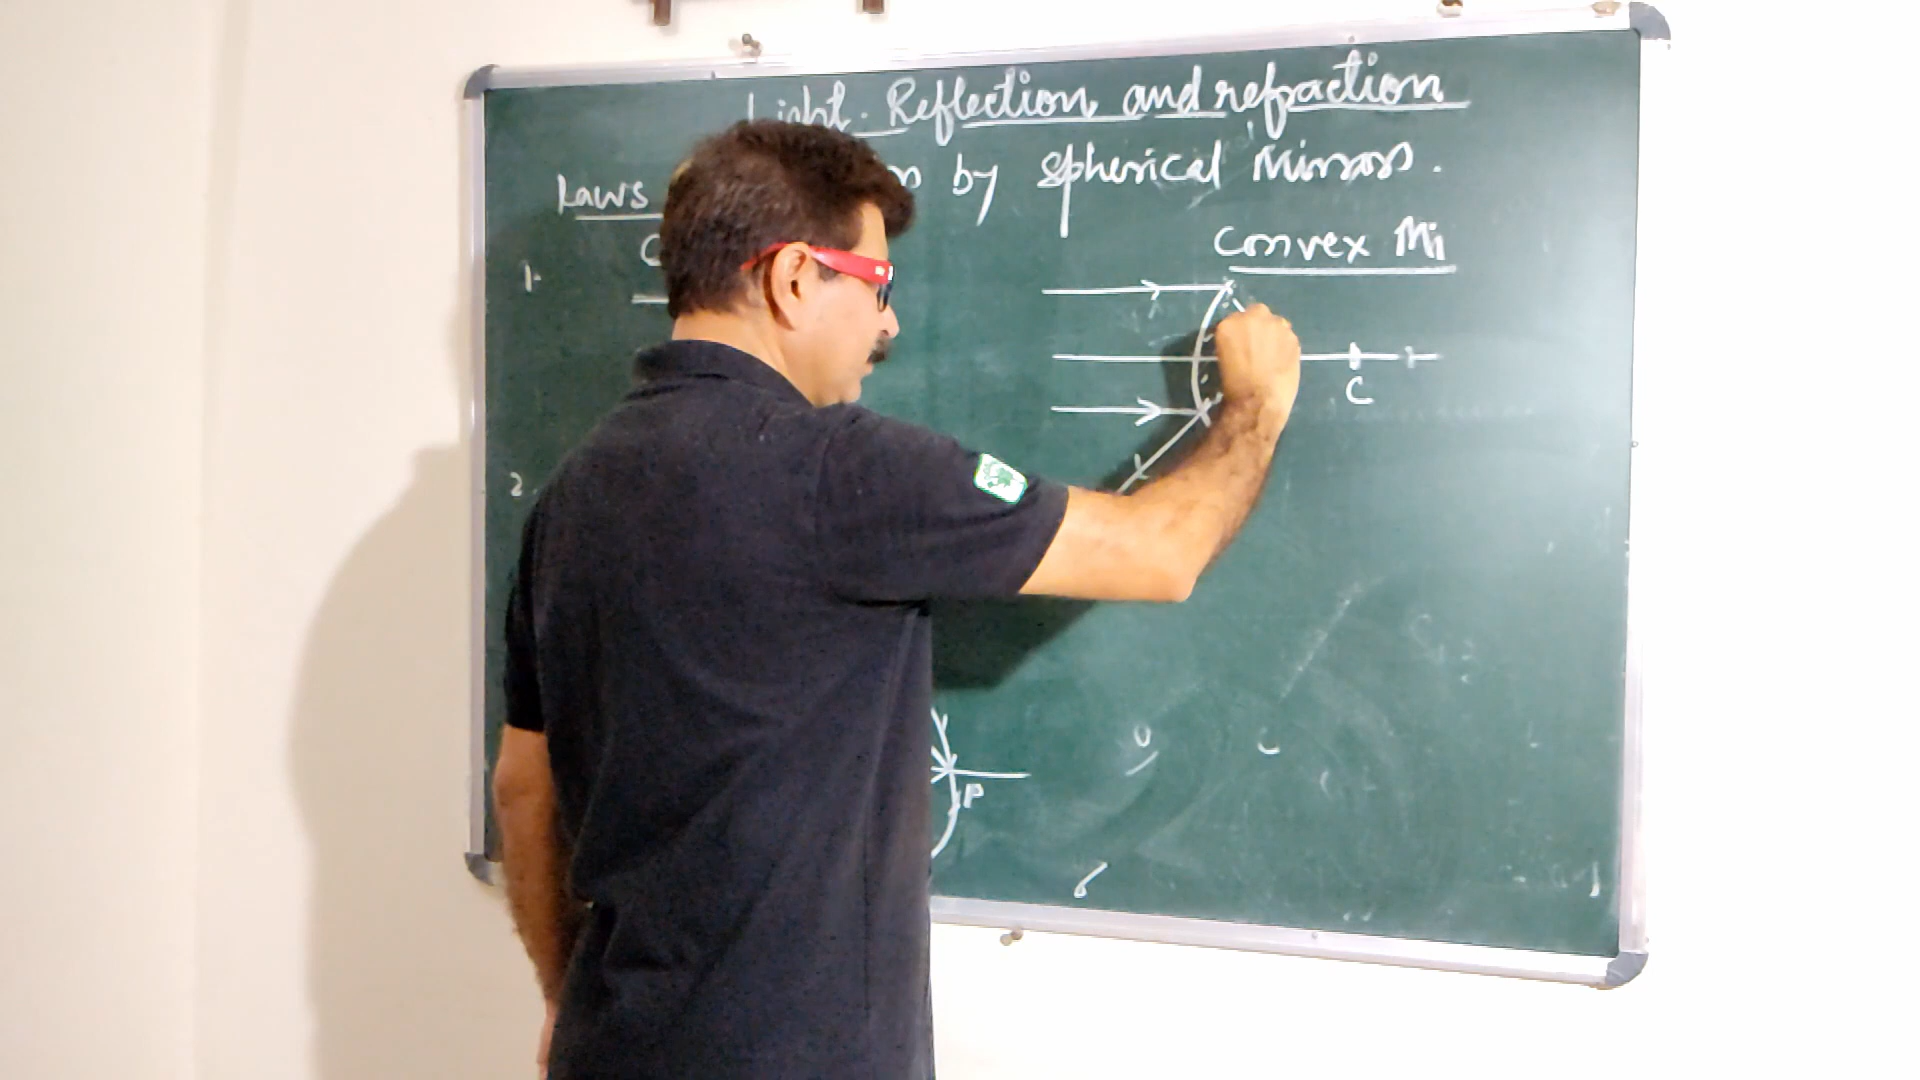 Light. Reflection and refraction
Laws by Spherical Mirrors.
Convex Mi
1.
C
2.
P